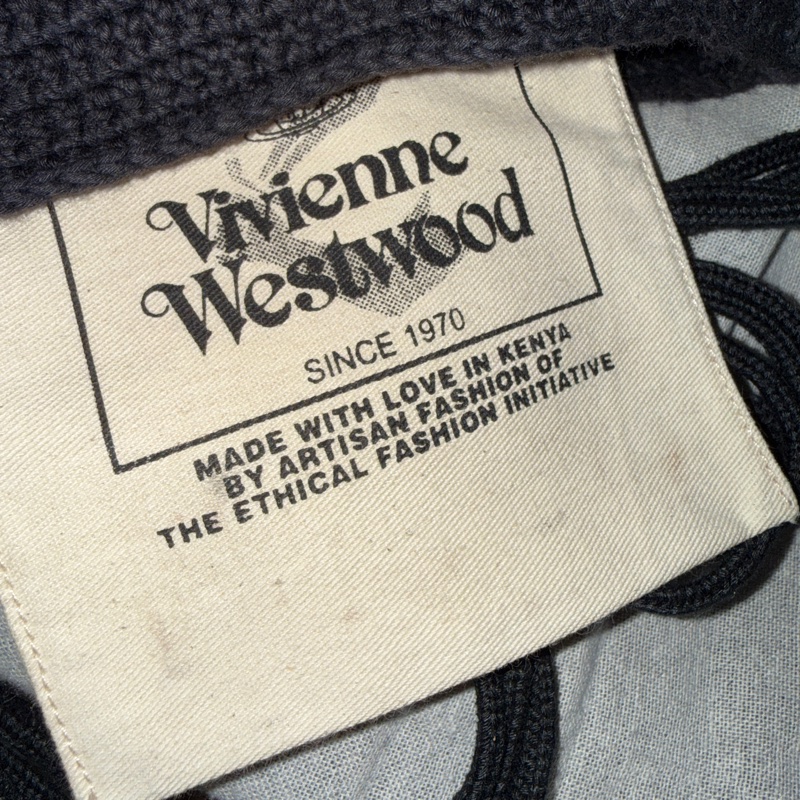 Vivienne
Westwood
SINCE 1970
MADE WITH LOVE IN KENYA
BY ARTISAN FASHION OF
THE ETHICAL FASHION INITIATIVE